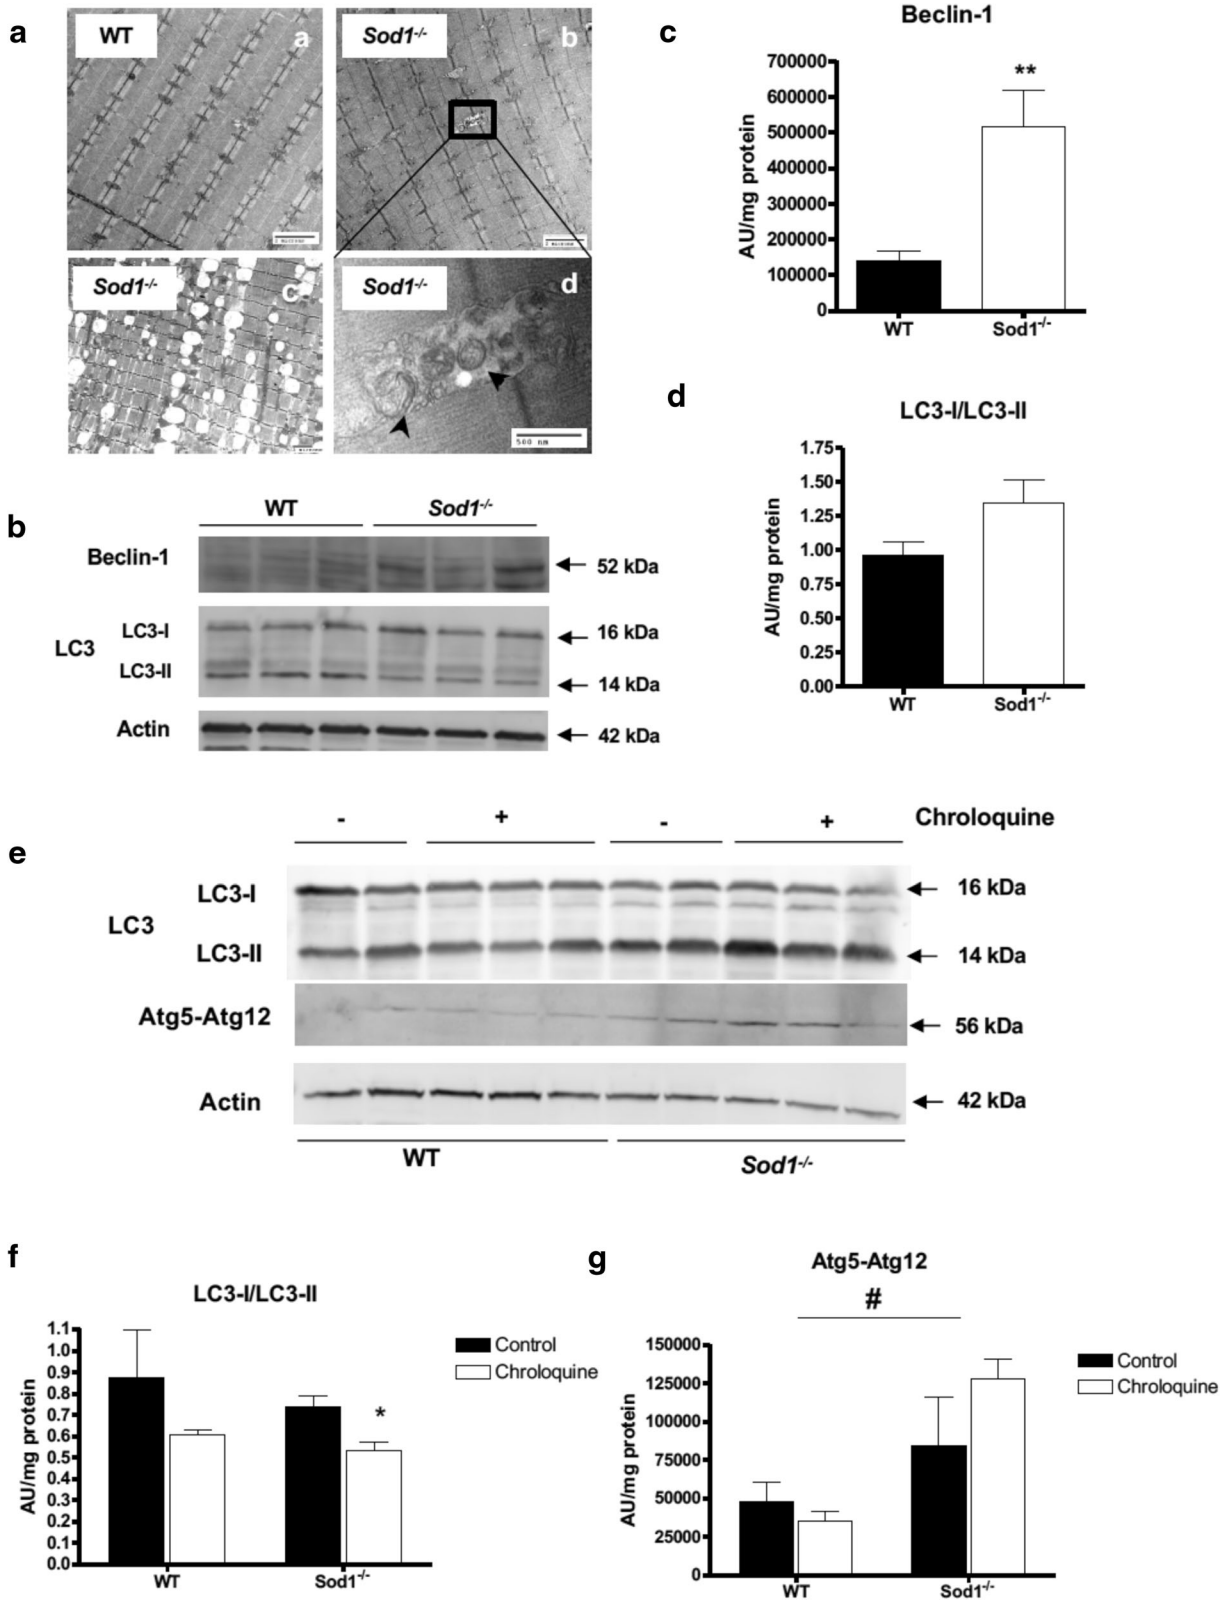 a
WT
a
Sod1-/-
b
2 microns
Sod1-/-
c
Sod1-/-
d
500 nm
c
Beclin-1
AU/mg protein
700000
600000
500000
400000
300000
200000
100000
0
**
WT
Sod1-/-
d
LC3-I/LC3-II
AU/mg protein
1.75
1.50
1.25
1.00
0.75
0.50
0.25
0.00
WT
Sod1-/-
b
WT
Sod1-/-
Beclin-1
52 kDa
LC3
LC3-I
16 kDa
LC3-II
14 kDa
Actin
42 kDa
e
- + - + Chroloquine
LC3
LC3-I
16 kDa
LC3-II
14 kDa
Atg5-Atg12
56 kDa
Actin
42 kDa
WT
Sod1-/-
f
LC3-I/LC3-II
AU/mg protein
1.1
1.0
0.9
0.8
0.7
0.6
0.5
0.4
0.3
0.2
0.1
0.0
*
WT
Sod1-/-
Control
Chroloquine
g
Atg5-Atg12
#
AU/mg protein
150000
125000
100000
75000
50000
25000
0
WT
Sod1-/-
Control
Chroloquine